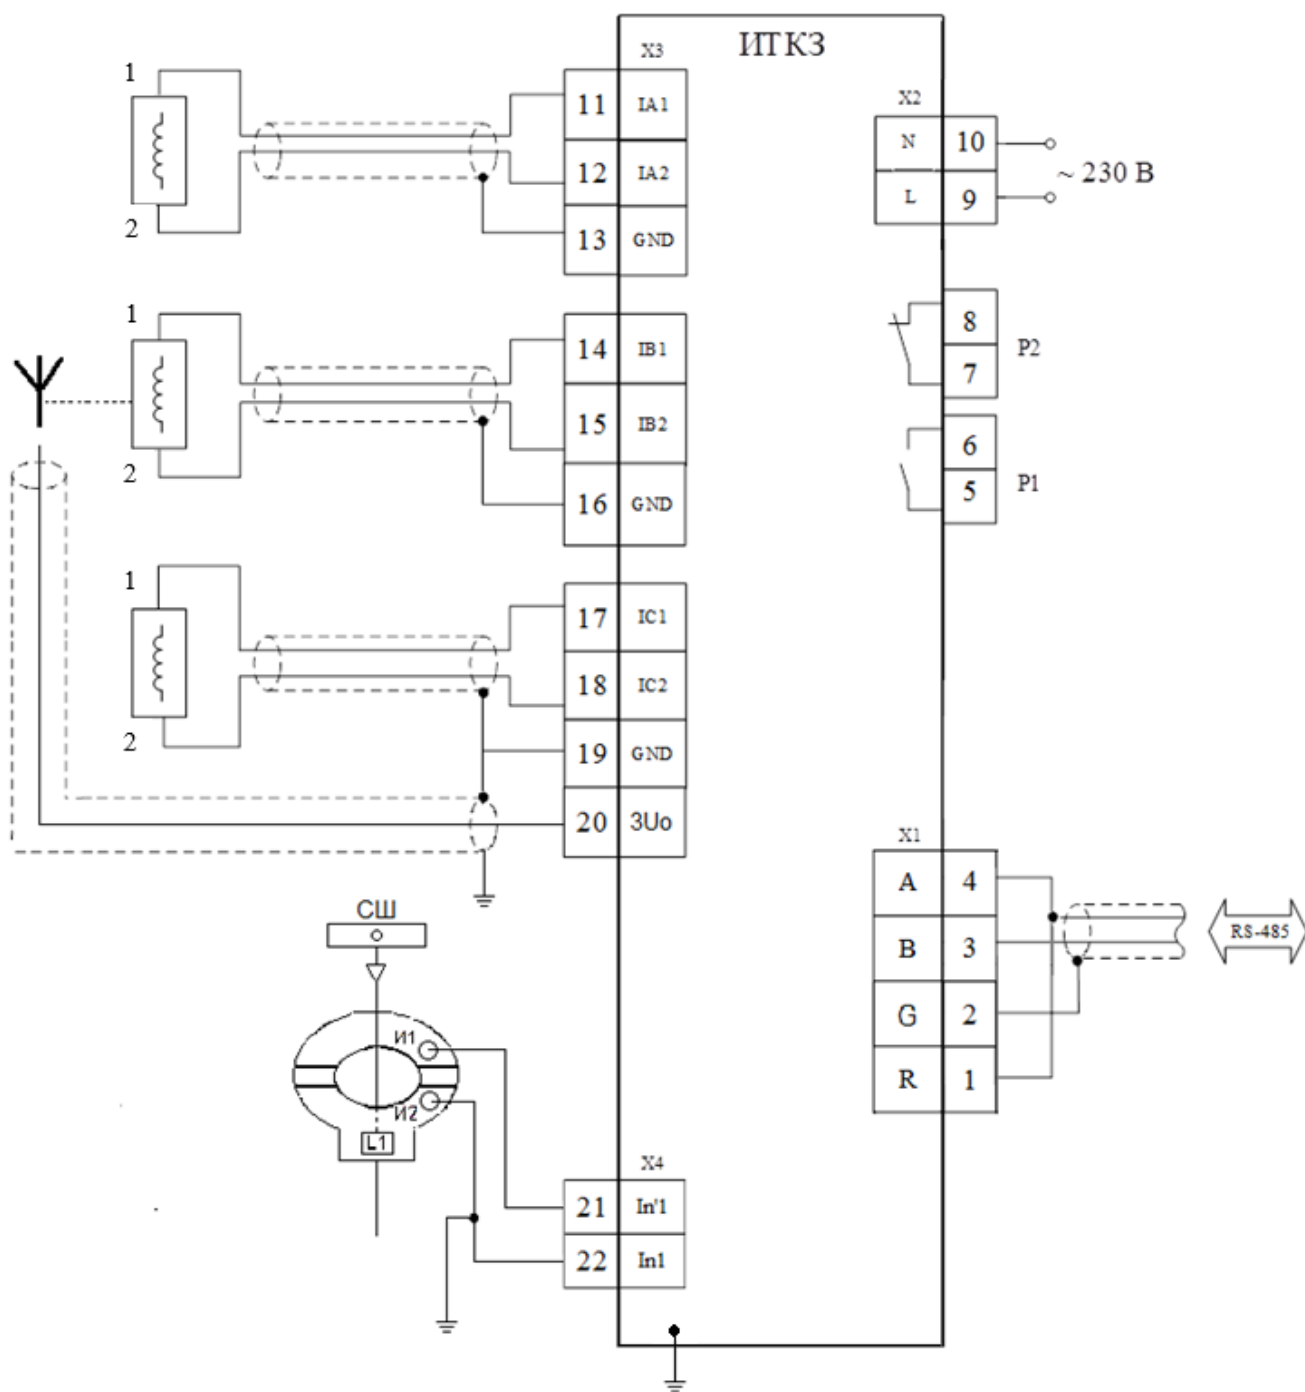 ИТКЗ
X3
1
2
11 IA1
12 IA2
13 GND
1
2
14 IB1
15 IB2
16 GND
1
2
17 IC1
18 IC2
19 GND
20 3Uo
СШ
И1
И2
L1
X4
21 In'1
22 In1
X2
N 10
L 9
~ 230 В
8
7
P2
6
5
P1
X1
A 4
B 3
G 2
R 1
RS-485